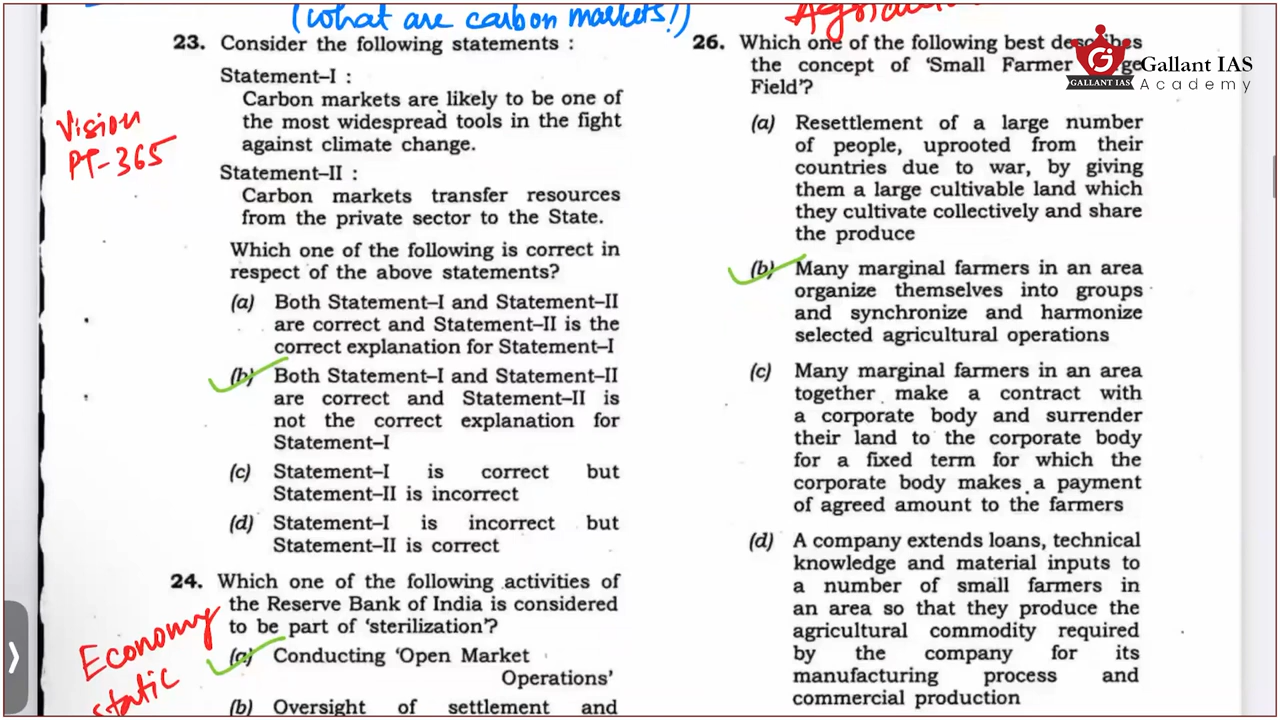 (What are carbon markets!)
23. Consider the following statements :
Statement–I :
Carbon markets are likely to be one of
the most widespread tools in the fight
against climate change.
Statement–II :
Carbon markets transfer resources
from the private sector to the State.
Which one of the following is correct in
respect of the above statements?
(a) Both Statement–I and Statement–II
are correct and Statement–II is the
correct explanation for Statement–I
(b) Both Statement–I and Statement–II
are correct and Statement–II is
not the correct explanation for
Statement–I
(c) Statement–I is correct but
Statement–II is incorrect
(d) Statement–I is incorrect but
Statement–II is correct
Vision
PT-365
24. Which one of the following activities of
the Reserve Bank of India is considered
to be part of 'sterilization'?
(a) Conducting 'Open Market
Operations'
(b) Oversight of settlement and
Economy
static
26. Which one of the following best describes
the concept of 'Small Farmer
Field'?
(a) Resettlement of a large number
of people, uprooted from their
countries due to war, by giving
them a large cultivable land which
they cultivate collectively and share
the produce
(b) Many marginal farmers in an area
organize themselves into groups
and synchronize and harmonize
selected agricultural operations
(c) Many marginal farmers in an area
together make a contract with
a corporate body and surrender
their land to the corporate body
for a fixed term for which the
corporate body makes a payment
of agreed amount to the farmers
(d) A company extends loans, technical
knowledge and material inputs to
a number of small farmers in
an area so that they produce the
agricultural commodity required
by the company for its
manufacturing process and
commercial production
GALLANT IAS
Gallant IAS
Academy